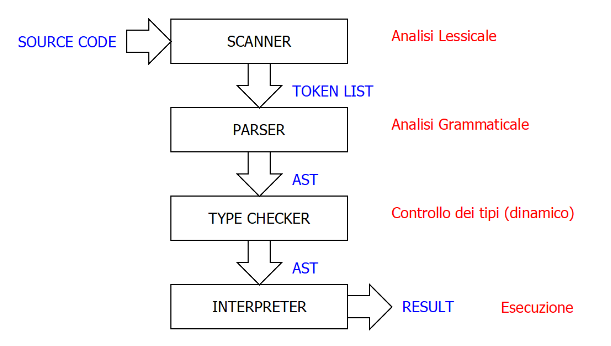 SOURCE CODE
SCANNER
Analisi Lessicale
TOKEN LIST
PARSER
Analisi Grammaticale
AST
TYPE CHECKER
Controllo dei tipi (dinamico)
AST
INTERPRETER
RESULT
Esecuzione